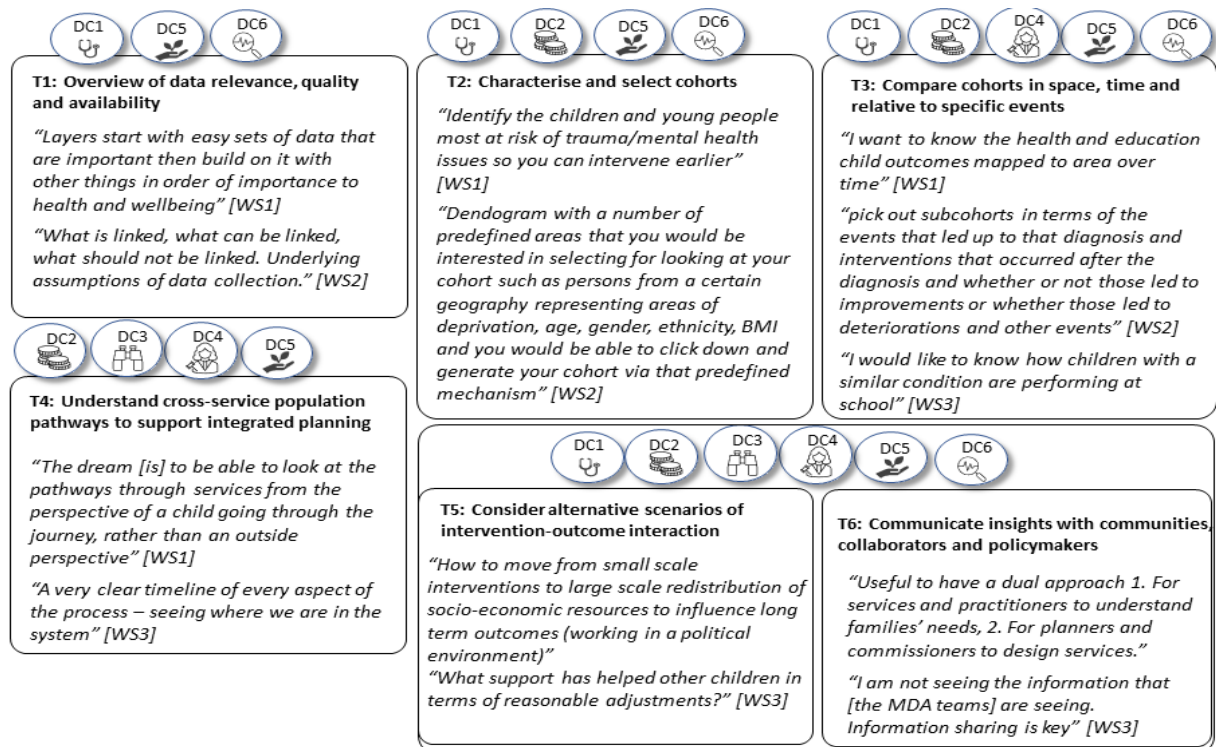 DC1 DC5 DC6
T1: Overview of data relevance, quality
and availability
“Layers start with easy sets of data that
are important then build on it with
other things in order of importance to
health and wellbeing” [WS1]
“What is linked, what can be linked,
what should not be linked. Underlying
assumptions of data collection.” [WS2]
DC1 DC2 DC5 DC6
T2: Characterise and select cohorts
“Identify the children and young people
most at risk of trauma/mental health
issues so you can intervene earlier”
[WS1]
“Dendogram with a number of
predefined areas that you would be
interested in selecting for looking at your
cohort such as persons from a certain
geography representing areas of
deprivation, age, gender, ethnicity, BMI
and you would be able to click down and
generate your cohort via that predefined
mechanism” [WS2]
DC1 DC2 DC4 DC5 DC6
T3: Compare cohorts in space, time and
relative to specific events
“I want to know the health and education
child outcomes mapped to area over
time” [WS1]
“pick out subcohorts in terms of the
events that led up to that diagnosis and
interventions that occurred after the
diagnosis and whether or not those led to
improvements or whether those led to
deteriorations and other events” [WS2]
“I would like to know how children with a
similar condition are performing at
school” [WS3]
DC2 DC3 DC4 DC5
T4: Understand cross-service population
pathways to support integrated planning
“The dream [is] to be able to look at the
pathways through services from the
perspective of a child going through the
journey, rather than an outside
perspective” [WS1]
“A very clear timeline of every aspect of
the process – seeing where we are in the
system” [WS3]
DC1 DC2 DC3 DC4 DC5 DC6
T5: Consider alternative scenarios of
intervention-outcome interaction
“How to move from small scale
interventions to large scale redistribution of
socio-economic resources to influence long
term outcomes (working in a political
environment)”
“What support has helped other children in
terms of reasonable adjustments?” [WS3]
T6: Communicate insights with communities,
collaborators and policymakers
“Useful to have a dual approach 1. For
services and practitioners to understand
families’ needs, 2. For planners and
commissioners to design services.”
“I am not seeing the information that
[the MDA teams] are seeing.
Information sharing is key” [WS3]